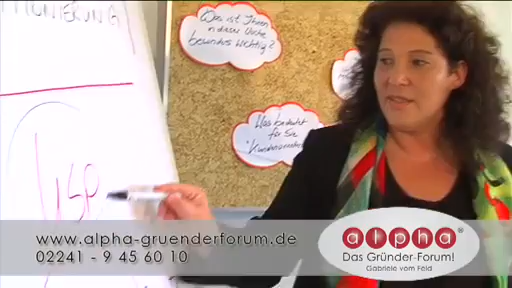 Was ist Ihnen
in dieser Woche
besonders wichtig?
Was bedeutet
für Sie
USP
www.alpha-gruenderforum.de
02241 - 9 45 60 10
alpha®
Das Gründer-Forum!
Gabriele vom Feld